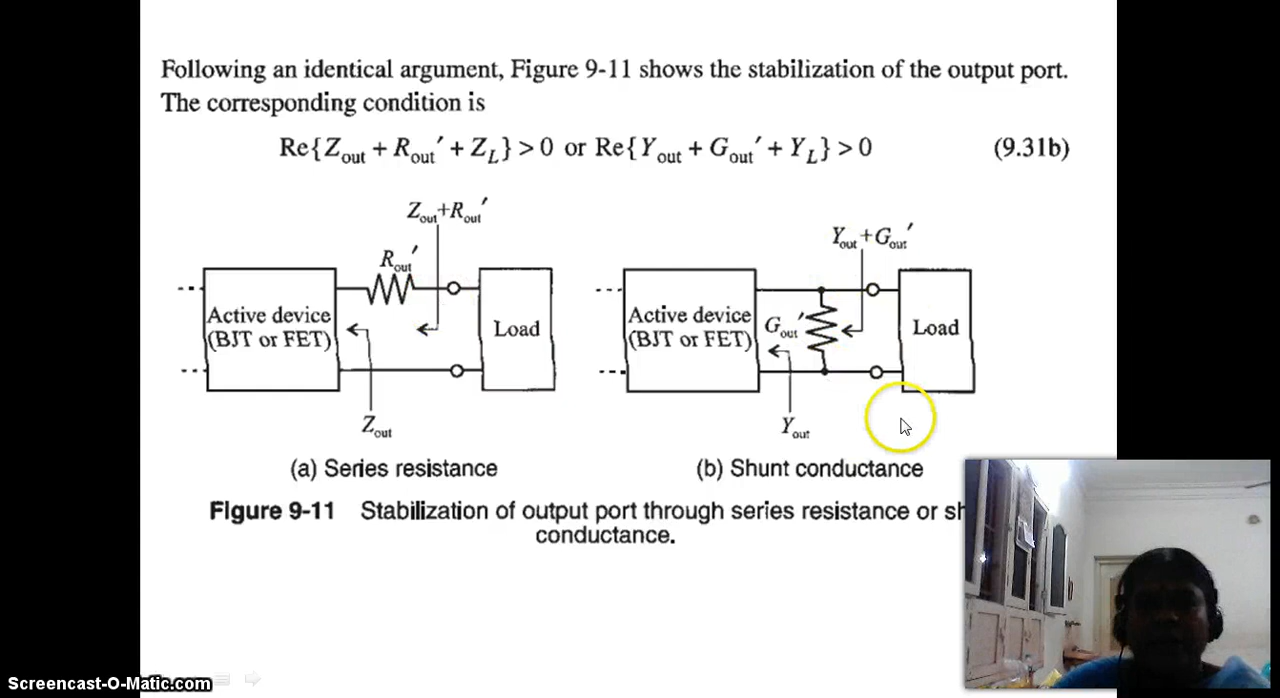 Following an identical argument, Figure 9-11 shows the stabilization of the output port.
The corresponding condition is
Re{Zout + Rout′ + ZL} > 0 or Re{Yout + Gout′ + YL} > 0 (9.31b)
Zout+Rout′
Rout′
Active device
(BJT or FET)
Load
Zout
(a) Series resistance
Yout+Gout′
Active device
(BJT or FET)
Gout′
Load
Yout
(b) Shunt conductance
Figure 9-11 Stabilization of output port through series resistance or
conductance.
Screencast-O-Matic.com